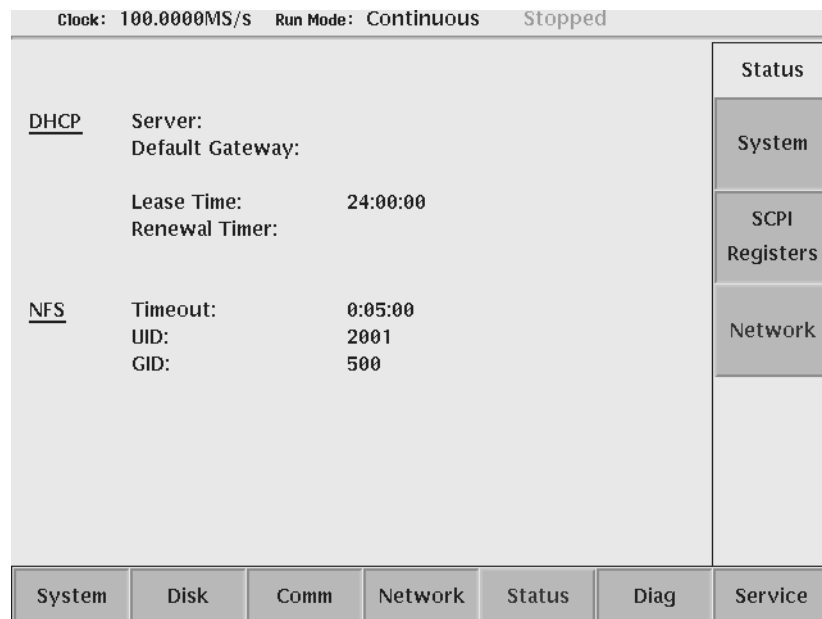 Clock: 100.0000MS/s Run Mode: Continuous Stopped
Status
DHCP Server:
Default Gateway:
System
Lease Time: 24:00:00
Renewal Timer:
SCPI
Registers
NFS Timeout: 0:05:00
UID: 2001
GID: 500
Network
System Disk Comm Network Status Diag Service